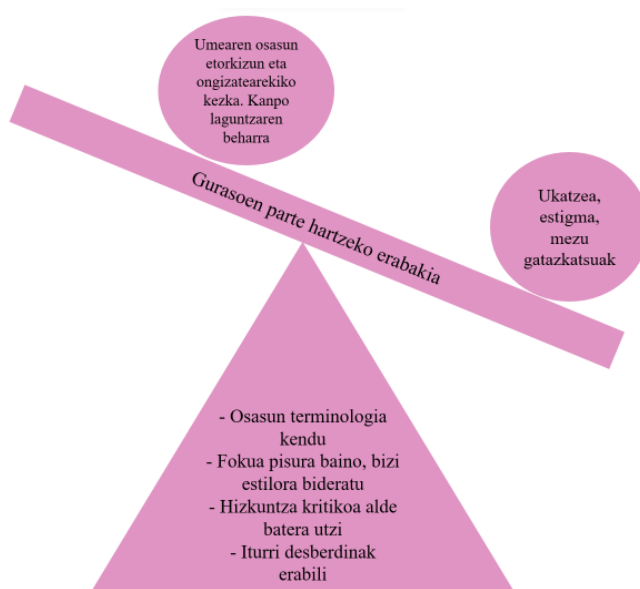 Umearen osasun
etorkizun eta
ongizatearekiko
kezka. Kanpo
laguntzaren
beharra
Gurasoen parte hartzeko erabakia
Ukatzea,
estigma,
mezu
gatazkatsuak
- Osasun terminologia
kendu
- Fokua pisura baino, bizi
estilora bideratu
- Hizkuntza kritikoa alde
batera utzi
- Iturri desberdinak
erabili